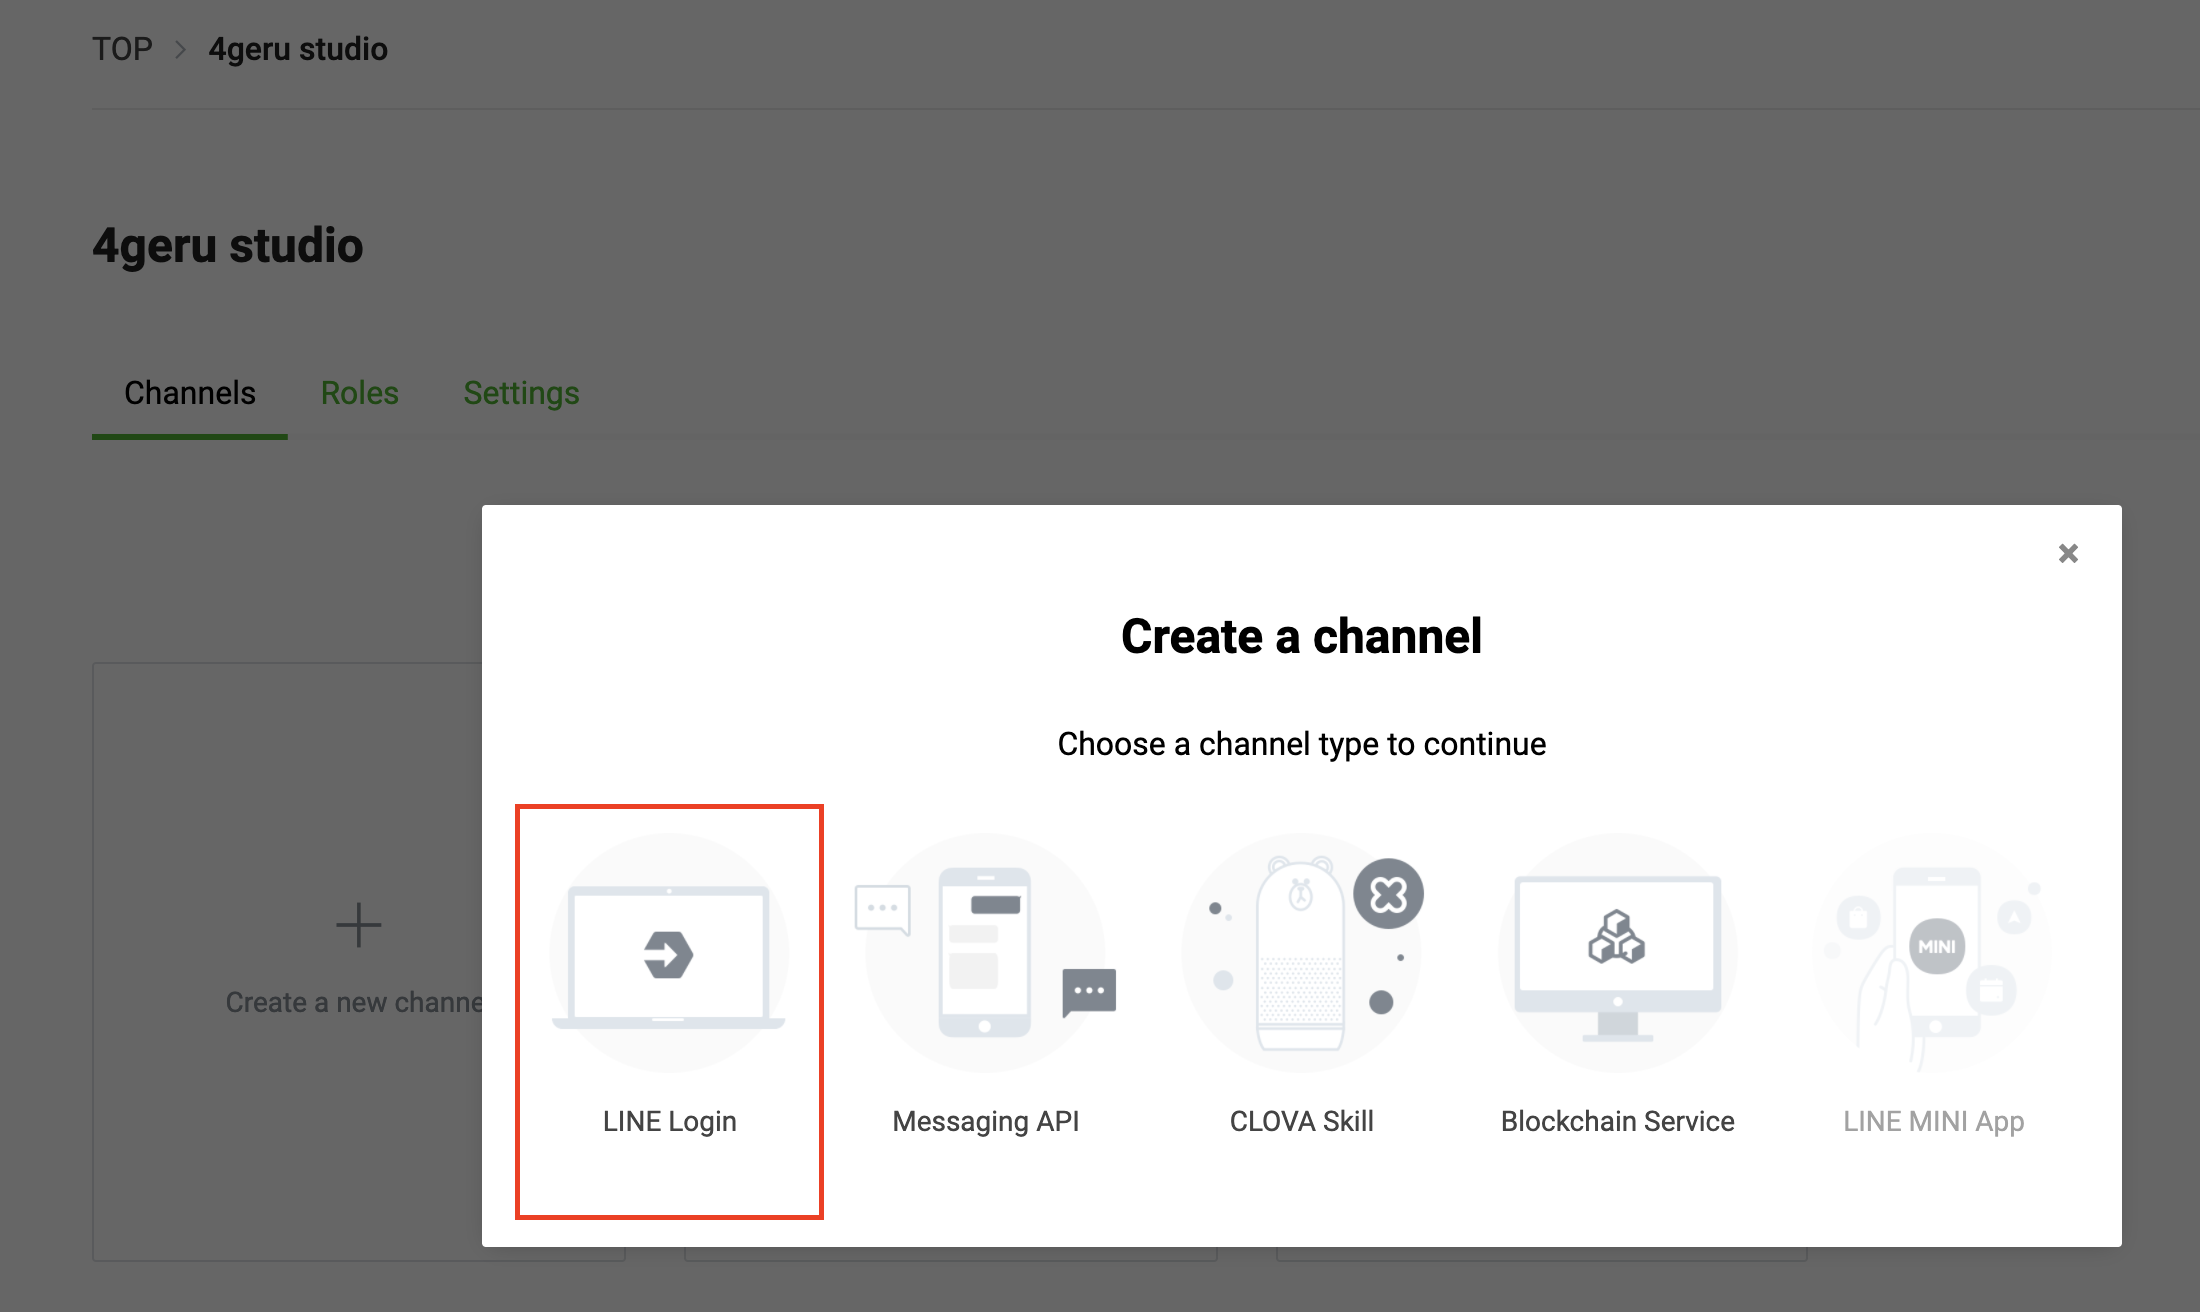 TOP > 4geru studio
4geru studio
Channels Roles Settings
Create a channel
Choose a channel type to continue
MINI
Create a new channe
LINE Login Messaging API CLOVA Skill Blockchain Service LINE MINI App